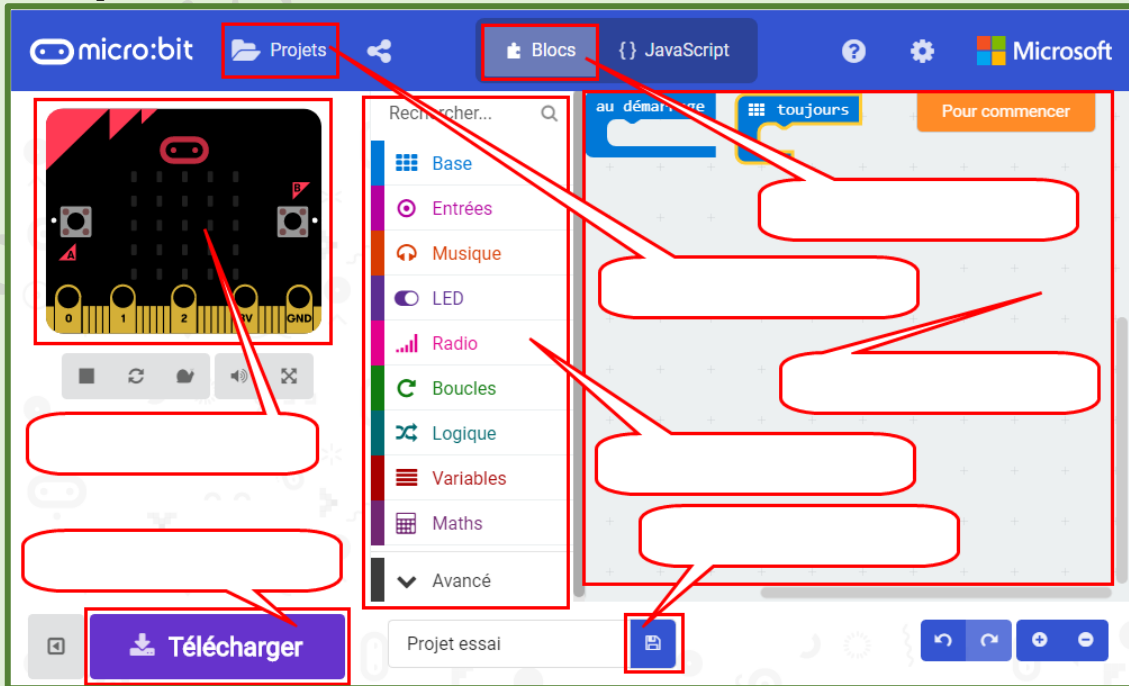 micro:bit
Projets
Blocs
{} JavaScript
Microsoft
Rechercher...
au démarrage
toujours
Pour commencer
Base
Entrées
Musique
LED
Radio
Boucles
Logique
Variables
Maths
Avancé
B
A
0 1 2 3V GND
Télécharger
Projet essai